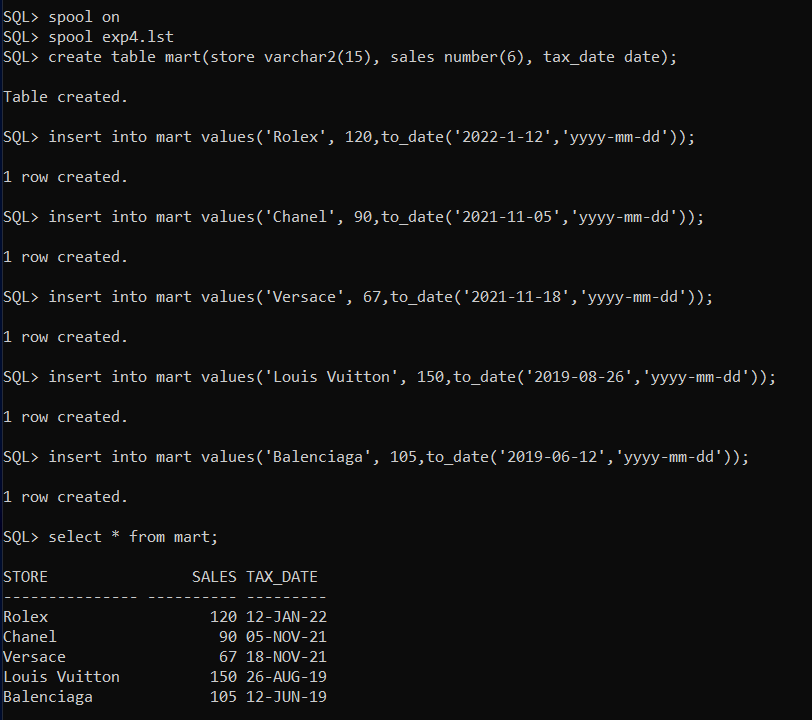 SQL> spool on
SQL> spool exp4.lst
SQL> create table mart(store varchar2(15), sales number(6), tax_date date);
Table created.
SQL> insert into mart values('Rolex', 120,to_date('2022-1-12','yyyy-mm-dd'));
1 row created.
SQL> insert into mart values('Chanel', 90,to_date('2021-11-05','yyyy-mm-dd'));
1 row created.
SQL> insert into mart values('Versace', 67,to_date('2021-11-18','yyyy-mm-dd'));
1 row created.
SQL> insert into mart values('Louis Vuitton', 150,to_date('2019-08-26','yyyy-mm-dd'));
1 row created.
SQL> insert into mart values('Balenciaga', 105,to_date('2019-06-12','yyyy-mm-dd'));
1 row created.
SQL> select * from mart;
STORE                SALES TAX_DATE
--------------- ---------- ---------
Rolex                  120 12-JAN-22
Chanel                  90 05-NOV-21
Versace                 67 18-NOV-21
Louis Vuitton          150 26-AUG-19
Balenciaga             105 12-JUN-19